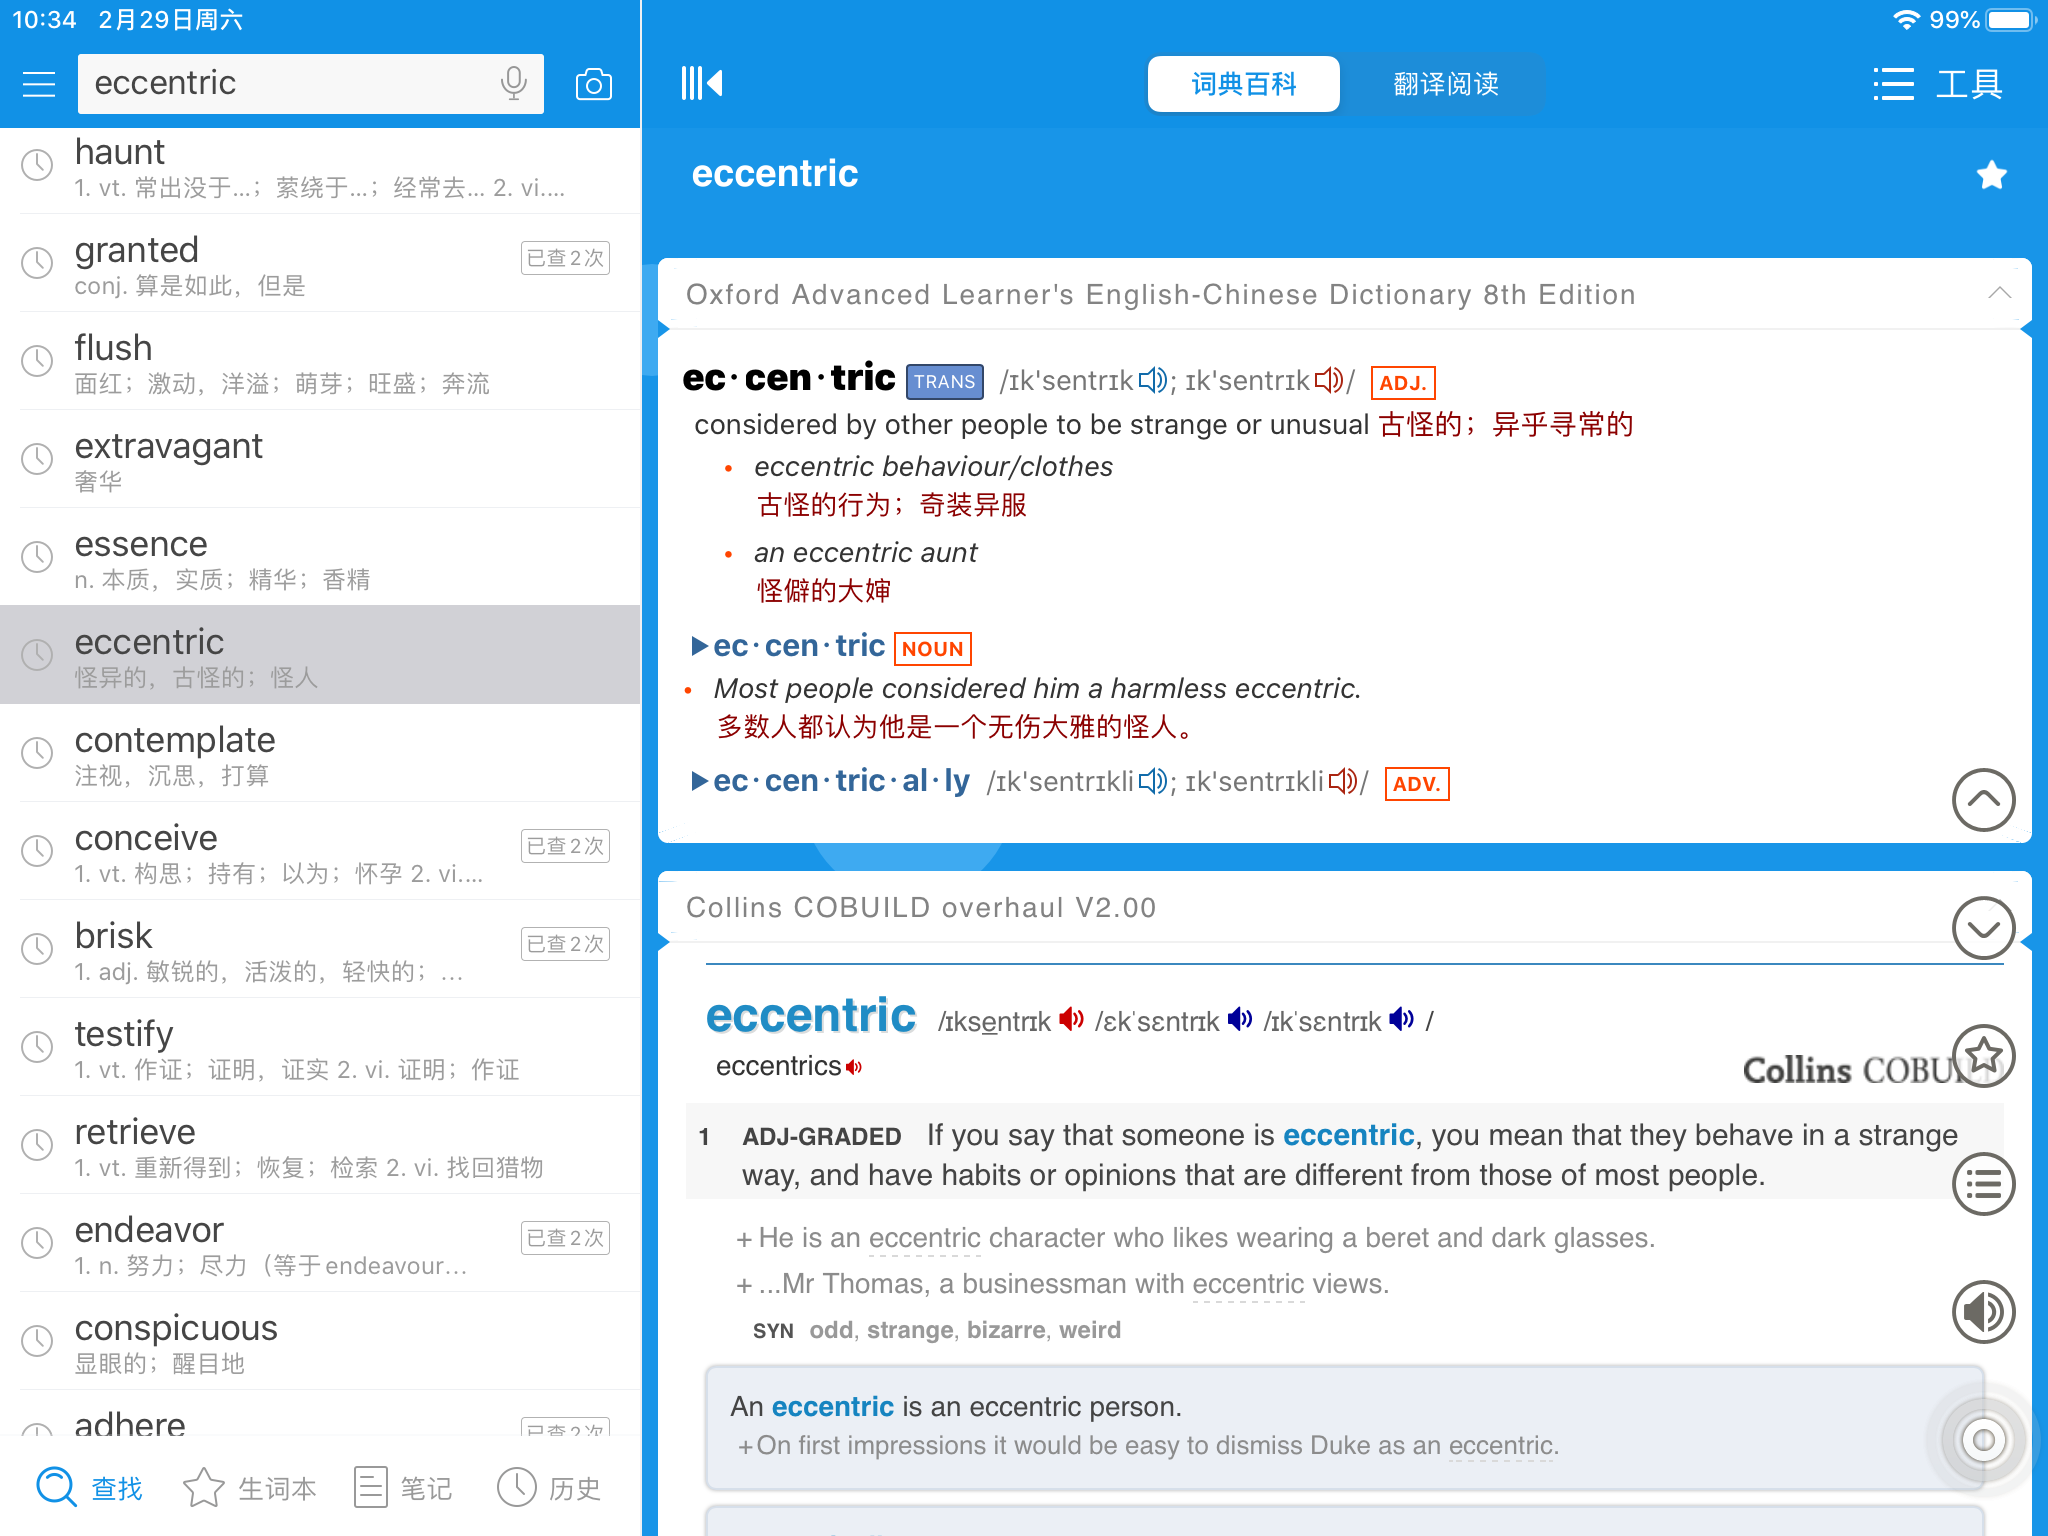 10:34 2月29日周六
99%
eccentric
词典百科 翻译阅读
工具
haunt
1. vt. 常出没于...；萦绕于...；经常去... 2. vi....
granted
已查2次
conj. 算是如此，但是
flush
面红；激动，洋溢；萌芽；旺盛；奔流
extravagant
奢华
essence
n. 本质，实质；精华；香精
eccentric
怪异的，古怪的；怪人
contemplate
注视，沉思，打算
conceive
已查2次
1. vt. 构思；持有；以为；怀孕 2. vi....
brisk
已查2次
1. adj. 敏锐的，活泼的，轻快的；...
testify
1. vt. 作证；证明，证实 2. vi. 证明；作证
retrieve
1. vt. 重新得到；恢复；检索 2. vi. 找回猎物
endeavor
已查2次
1. n. 努力；尽力（等于endeavour...
conspicuous
显眼的；醒目地
adhere
已查2次
查找 生词本 笔记 历史
eccentric
Oxford Advanced Learner's English-Chinese Dictionary 8th Edition
ec·cen·tric TRANS /ɪk'sentrɪk; ɪk'sentrɪk/ ADJ.
considered by other people to be strange or unusual 古怪的；异乎寻常的
• eccentric behaviour/clothes
古怪的行为；奇装异服
• an eccentric aunt
怪僻的大婶
▶ec·cen·tric NOUN
• Most people considered him a harmless eccentric.
多数人都认为他是一个无伤大雅的怪人。
▶ec·cen·tric·al·ly /ɪk'sentrɪkli; ɪk'sentrɪkli/ ADV.
Collins COBUILD overhaul V2.00
eccentric /ɪksentrɪk /ɛkˈsɛntrɪk /ɪkˈsɛntrɪk /
eccentrics
Collins COBUILD
1 ADJ-GRADED If you say that someone is eccentric, you mean that they behave in a strange
way, and have habits or opinions that are different from those of most people.
+He is an eccentric character who likes wearing a beret and dark glasses.
+...Mr Thomas, a businessman with eccentric views.
SYN odd, strange, bizarre, weird
An eccentric is an eccentric person.
+On first impressions it would be easy to dismiss Duke as an eccentric.